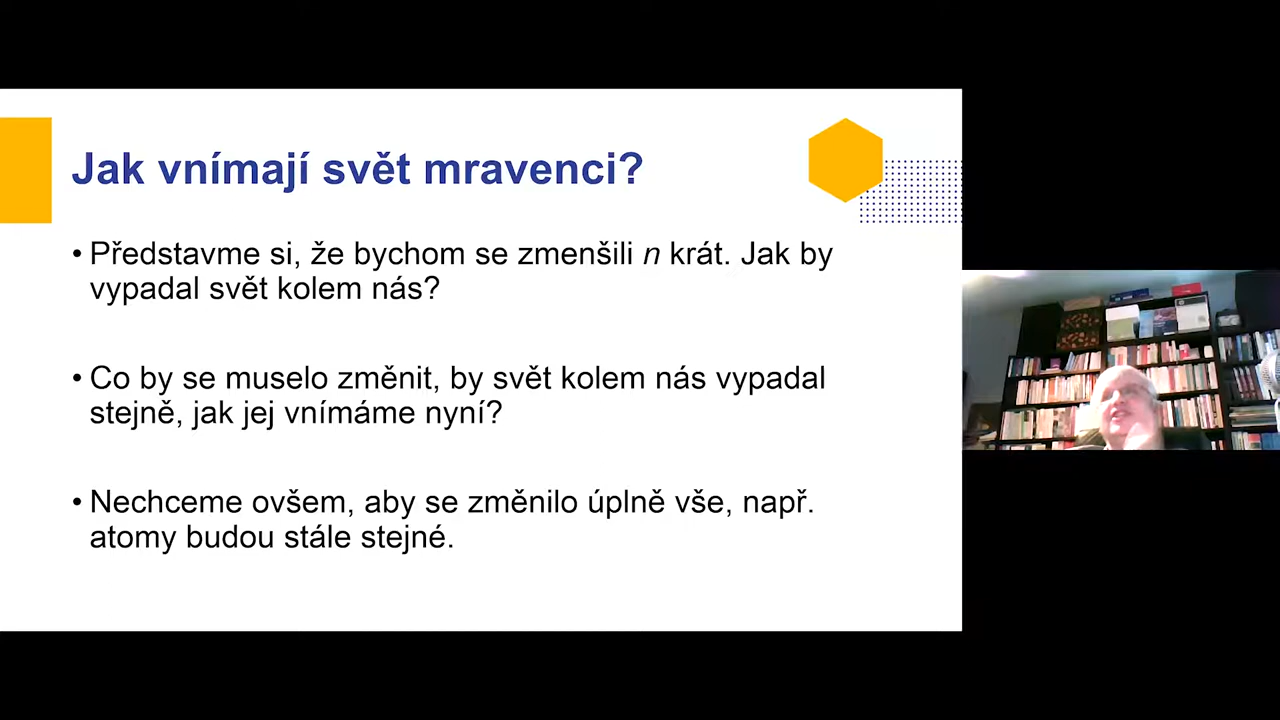 Jak vnímají svět mravenci?
• Představme si, že bychom se zmenšili n krát. Jak by
vypadal svět kolem nás?
• Co by se muselo změnit, by svět kolem nás vypadal
stejně, jak jej vnímáme nyní?
• Nechceme ovšem, aby se změnilo úplně vše, např.
atomy budou stále stejné.